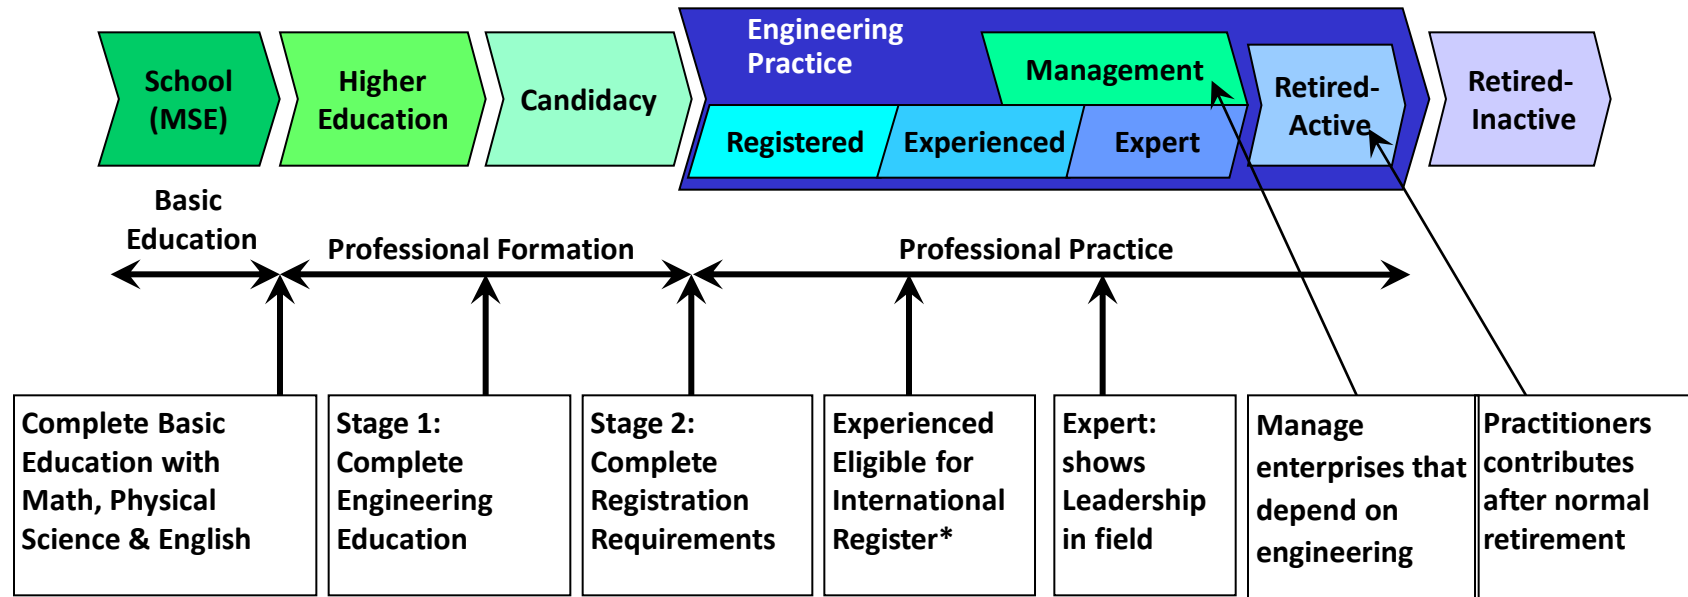 School
(MSE)
Higher
Education
Candidacy
Engineering
Practice
Management
Registered
Experienced
Expert
Retired-
Active
Retired-
Inactive
Basic
Education
Professional Formation
Professional Practice
Complete Basic
Education with
Math, Physical
Science & English
Stage 1:
Complete
Engineering
Education
Stage 2:
Complete
Registration
Requirements
Experienced
Eligible for
International
Register*
Expert:
shows
Leadership
in field
Manage
enterprises that
depend on
engineering
Practitioners
contributes
after normal
retirement